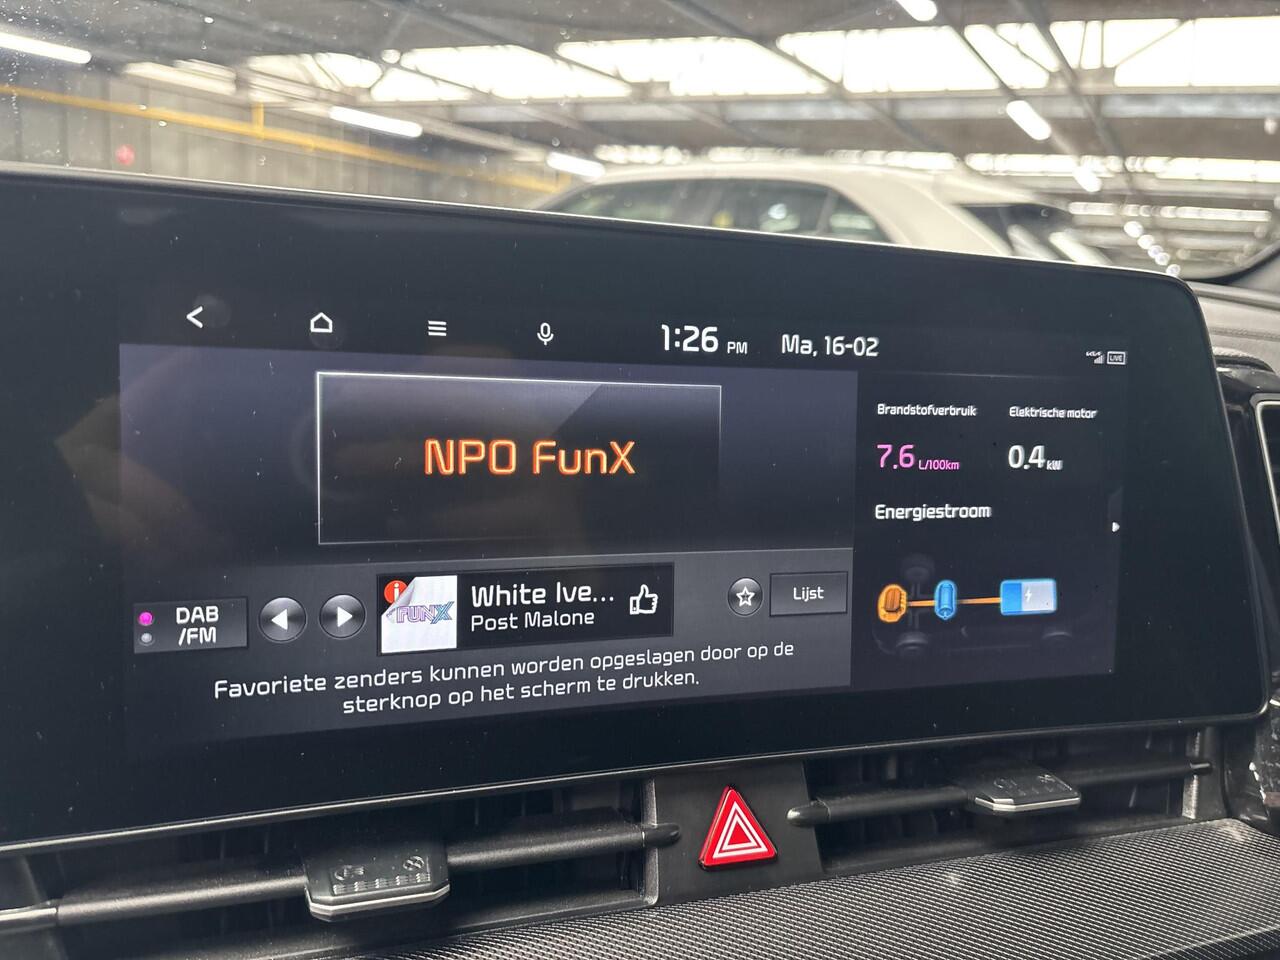 1:26 PM Ma, 16-02
LIVE
NPO FunX
DAB
/FM
i
FUNX
White Ive...
Post Malone
Lijst
Favoriete zenders kunnen worden opgeslagen door op de
sterknop op het scherm te drukken.
Brandstofverbruik Elektrische motor
7.6 L/100km 0.4 kW
Energiestroom